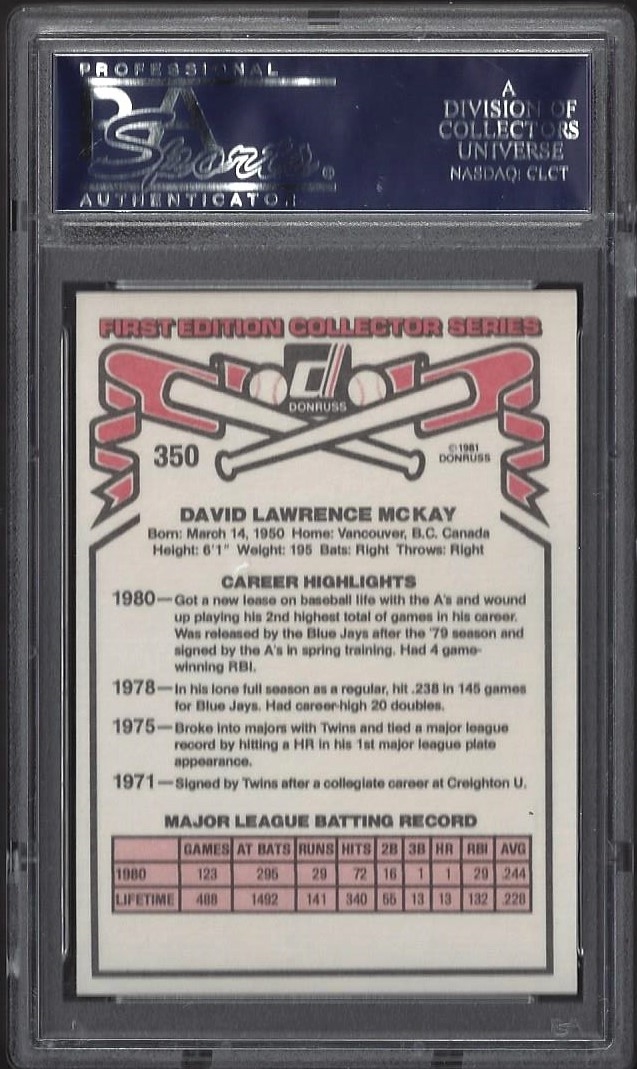 PROFESSIONAL
PSA
Sports
®
AUTHENTICATOR
A
DIVISION OF
COLLECTORS
UNIVERSE
NASDAQ: CLCT
FIRST EDITION COLLECTOR SERIES
d
DONRUSS
350
©1981
DONRUSS
DAVID LAWRENCE MCKAY
Born: March 14, 1950 Home: Vancouver, B.C. Canada
Height: 6'1" Weight: 195 Bats: Right Throws: Right
CAREER HIGHLIGHTS
1980—Got a new lease on baseball life with the A's and wound
up playing his 2nd highest total of games in his career.
Was released by the Blue Jays after the '79 season and
signed by the A's in spring training. Had 4 game-
winning RBI.
1978—In his lone full season as a regular, hit .238 in 145 games
for Blue Jays. Had career-high 20 doubles.
1975—Broke into majors with Twins and tied a major league
record by hitting a HR in his 1st major league plate
appearance.
1971—Signed by Twins after a collegiate career at Creighton U.
MAJOR LEAGUE BATTING RECORD
GAMES AT BATS RUNS HITS 2B 3B HR RBI AVG
1980 123 295 29 72 16 1 1 29 .244
LIFETIME 488 1492 141 340 55 13 13 132 .228